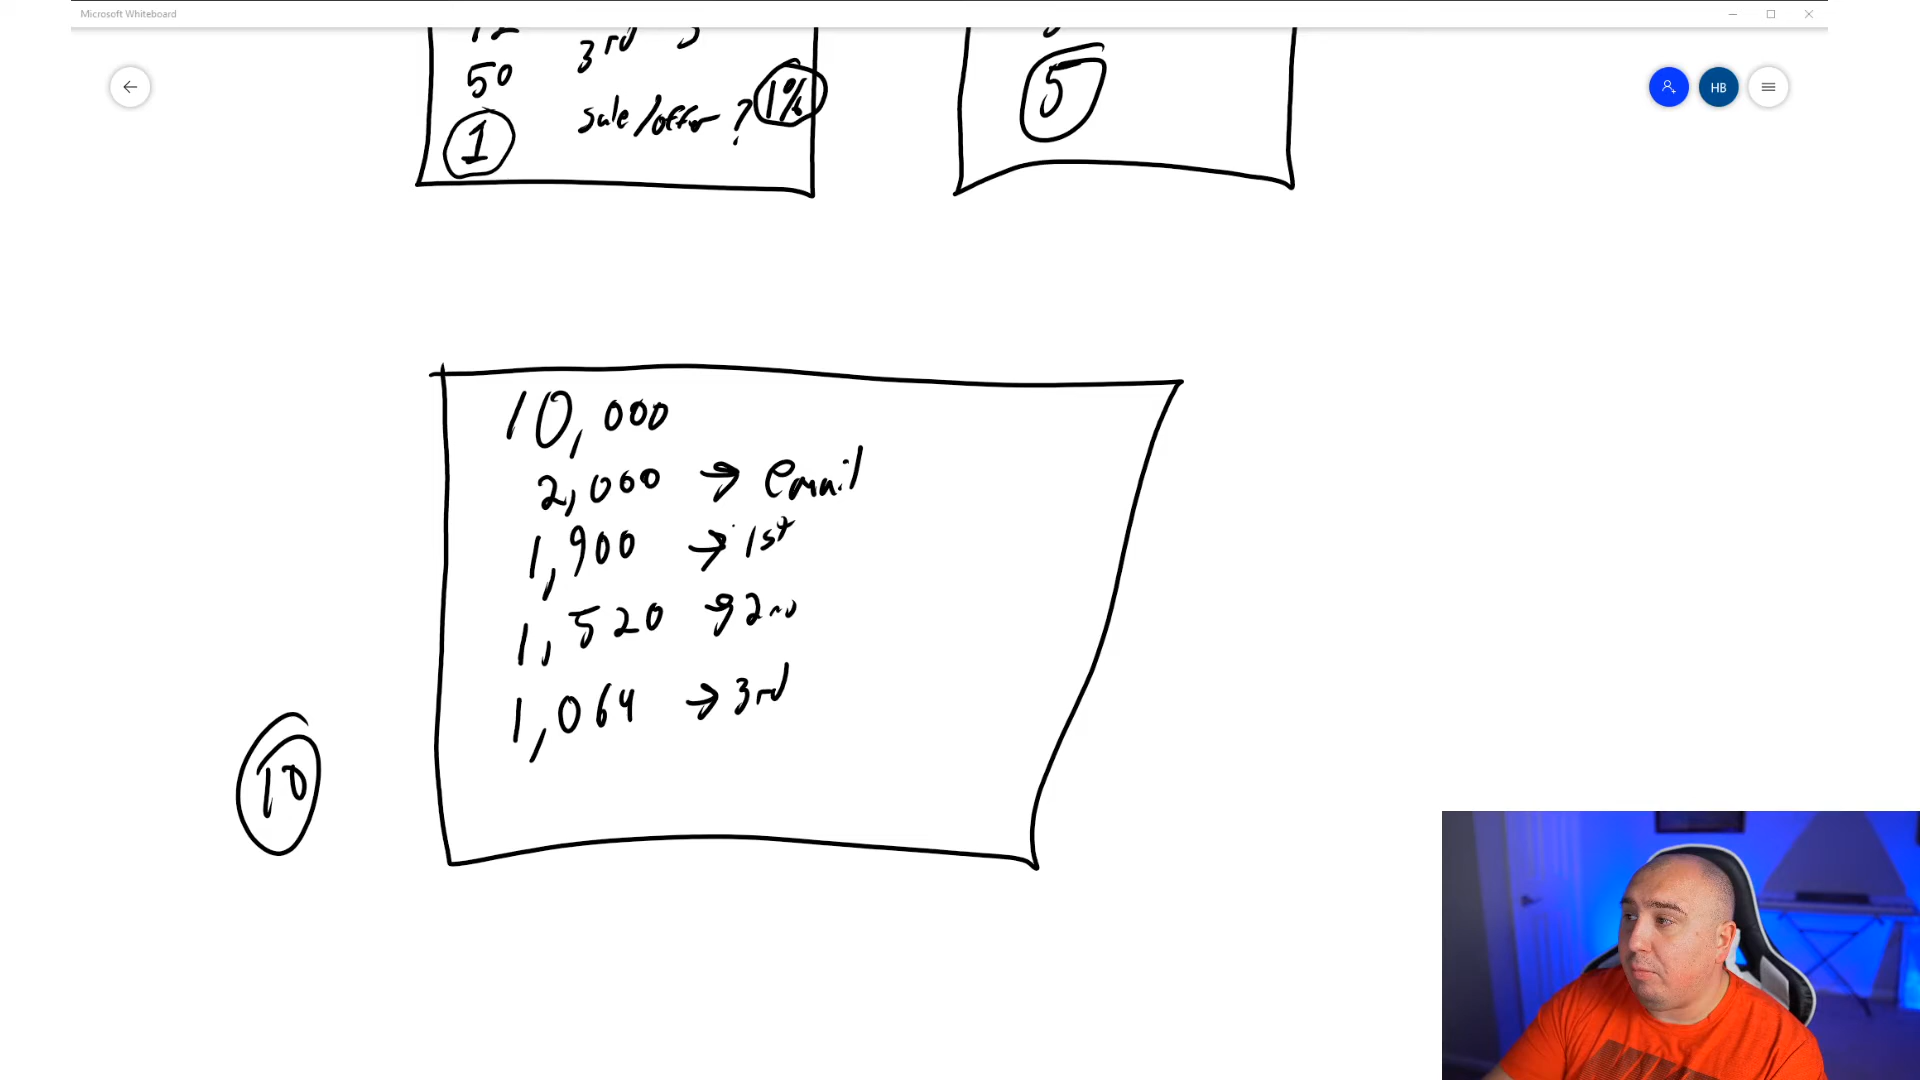 Microsoft Whiteboard
3rd
50
5
sale/offer ? 1%
1
HB
10,000
2,000 → email
1,900 → 1st
1,520 → 2nd
1,064 → 3rd
10